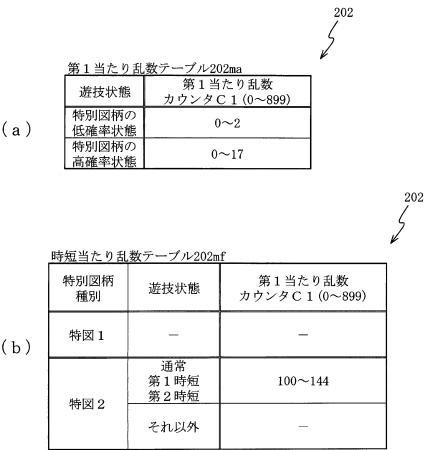 202
第１当たり乱数テーブル202ma
遊技状態
第１当たり乱数
カウンタＣ１(0～899)
(a)
特別図柄の
低確率状態
0～2
特別図柄の
高確率状態
0～17
202
時短当たり乱数テーブル202mf
特別図柄
種別
遊技状態
第１当たり乱数
カウンタＣ１(0～899)
(b)
特図１
－
－
特図２
通常
第１時短
第２時短
100～144
それ以外
－